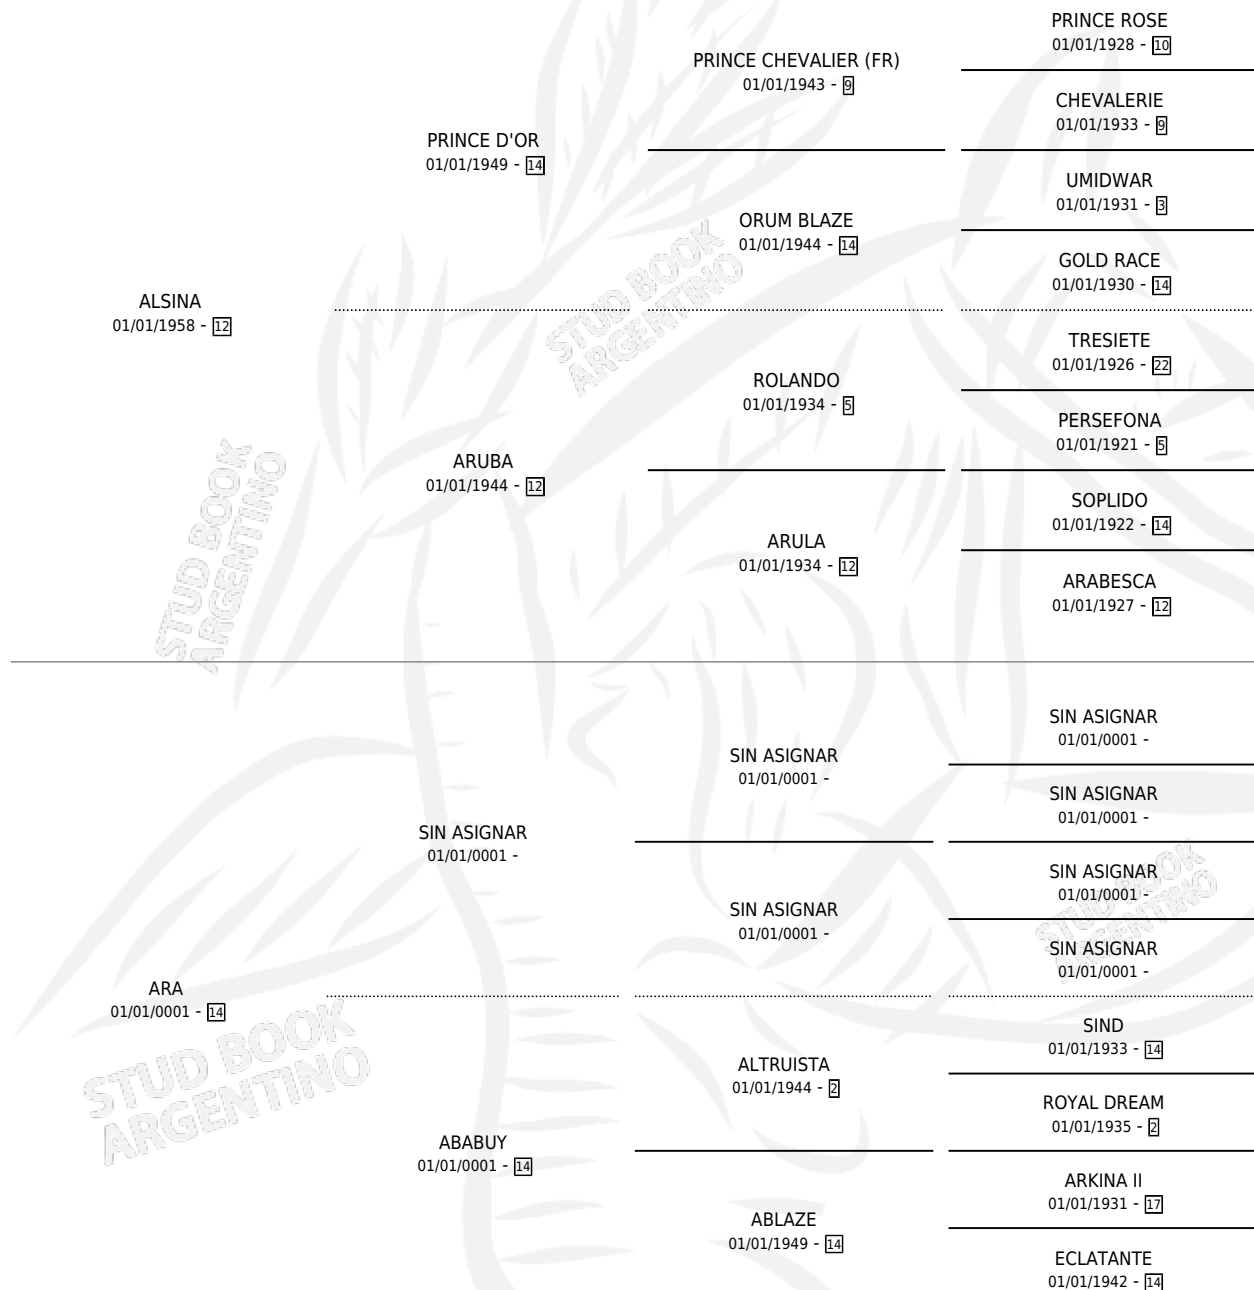 ALSINA
01/01/1958 - 12
PRINCE D'OR
01/01/1949 - 14
ARUBA
01/01/1944 - 12
PRINCE CHEVALIER (FR)
01/01/1943 - 9
ORUM BLAZE
01/01/1944 - 14
ROLANDO
01/01/1934 - 5
ARULA
01/01/1934 - 12
PRINCE ROSE
01/01/1928 - 10
CHEVALERIE
01/01/1933 - 9
UMIDWAR
01/01/1931 - 3
GOLD RACE
01/01/1930 - 14
TRESIETE
01/01/1926 - 22
PERSEFONA
01/01/1921 - 5
SOPLIDO
01/01/1922 - 14
ARABESCA
01/01/1927 - 12
ARA
01/01/0001 - 14
SIN ASIGNAR
01/01/0001 -
ABABUY
01/01/0001 - 14
SIN ASIGNAR
01/01/0001 -
SIN ASIGNAR
01/01/0001 -
ALTRUISTA
01/01/1944 - 2
ABLAZE
01/01/1949 - 14
SIN ASIGNAR
01/01/0001 -
SIN ASIGNAR
01/01/0001 -
SIN ASIGNAR
01/01/0001 -
SIN ASIGNAR
01/01/0001 -
SIND
01/01/1933 - 14
ROYAL DREAM
01/01/1935 - 2
ARKINA II
01/01/1931 - 17
ECLATANTE
01/01/1942 - 14
STUD BOOK
ARGENTINO
STUD BOOK
ARGENTINO
STUD BOOK
ARGENTINO
STUD BOOK
ARGENTINO